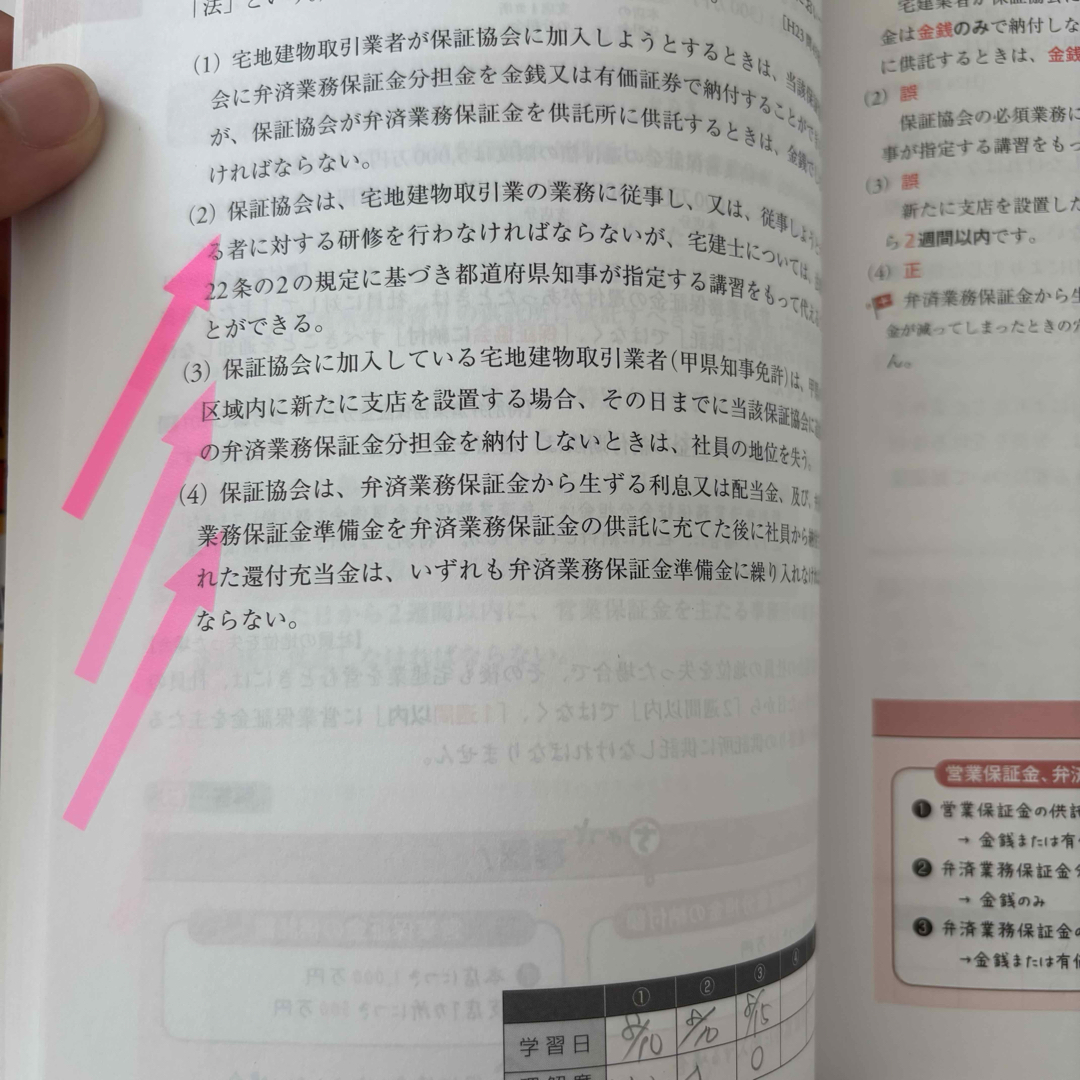 「法」とい
[H23
(1) 宅地建物取引業者が保証協会に加入しようとするときは、当該保証
会に弁済業務保証金分担金を金銭又は有価証券で納付することができ
が、保証協会が弁済業務保証金を供託所に供託するときは、金銭でし
ければならない。
(2) 保証協会は、宅地建物取引業の業務に従事し、又は、従事しようと
る者に対する研修を行わなければならないが、宅建士については、
22条の2の規定に基づき都道府県知事が指定する講習をもって代える
とができる。
(3) 保証協会に加入している宅地建物取引業者(甲県知事免許)は、甲
区域内に新たに支店を設置する場合、その日までに当該保証協会に
の弁済業務保証金分担金を納付しないときは、社員の地位を失う。
(4) 保証協会は、弁済業務保証金から生ずる利息又は配当金、及び、
業務保証金準備金を弁済業務保証金の供託に充てた後に社員から
れた還付充当金は、いずれも弁済業務保証金準備金に繰り入れなけ
ならない。
① ② ③ ④
学習日 8/10 8/10 8/15
理解度
宅建業者が保証協会に
金は金銭のみで納付しな
に供託するときは、金銭
(2) 誤
保証協会の必須業務に
事が指定する講習をもっ
(3) 誤
新たに支店を設置した
ら2週間以内です。
(4) 正
弁済業務保証金から生
金が減ってしまったときの穴
ん。
営業保証金、弁済
❶ 営業保証金の供託
→ 金銭または有
❷ 弁済業務保証金分
→ 金銭のみ
❸ 弁済業務保証金の
→金銭または有価